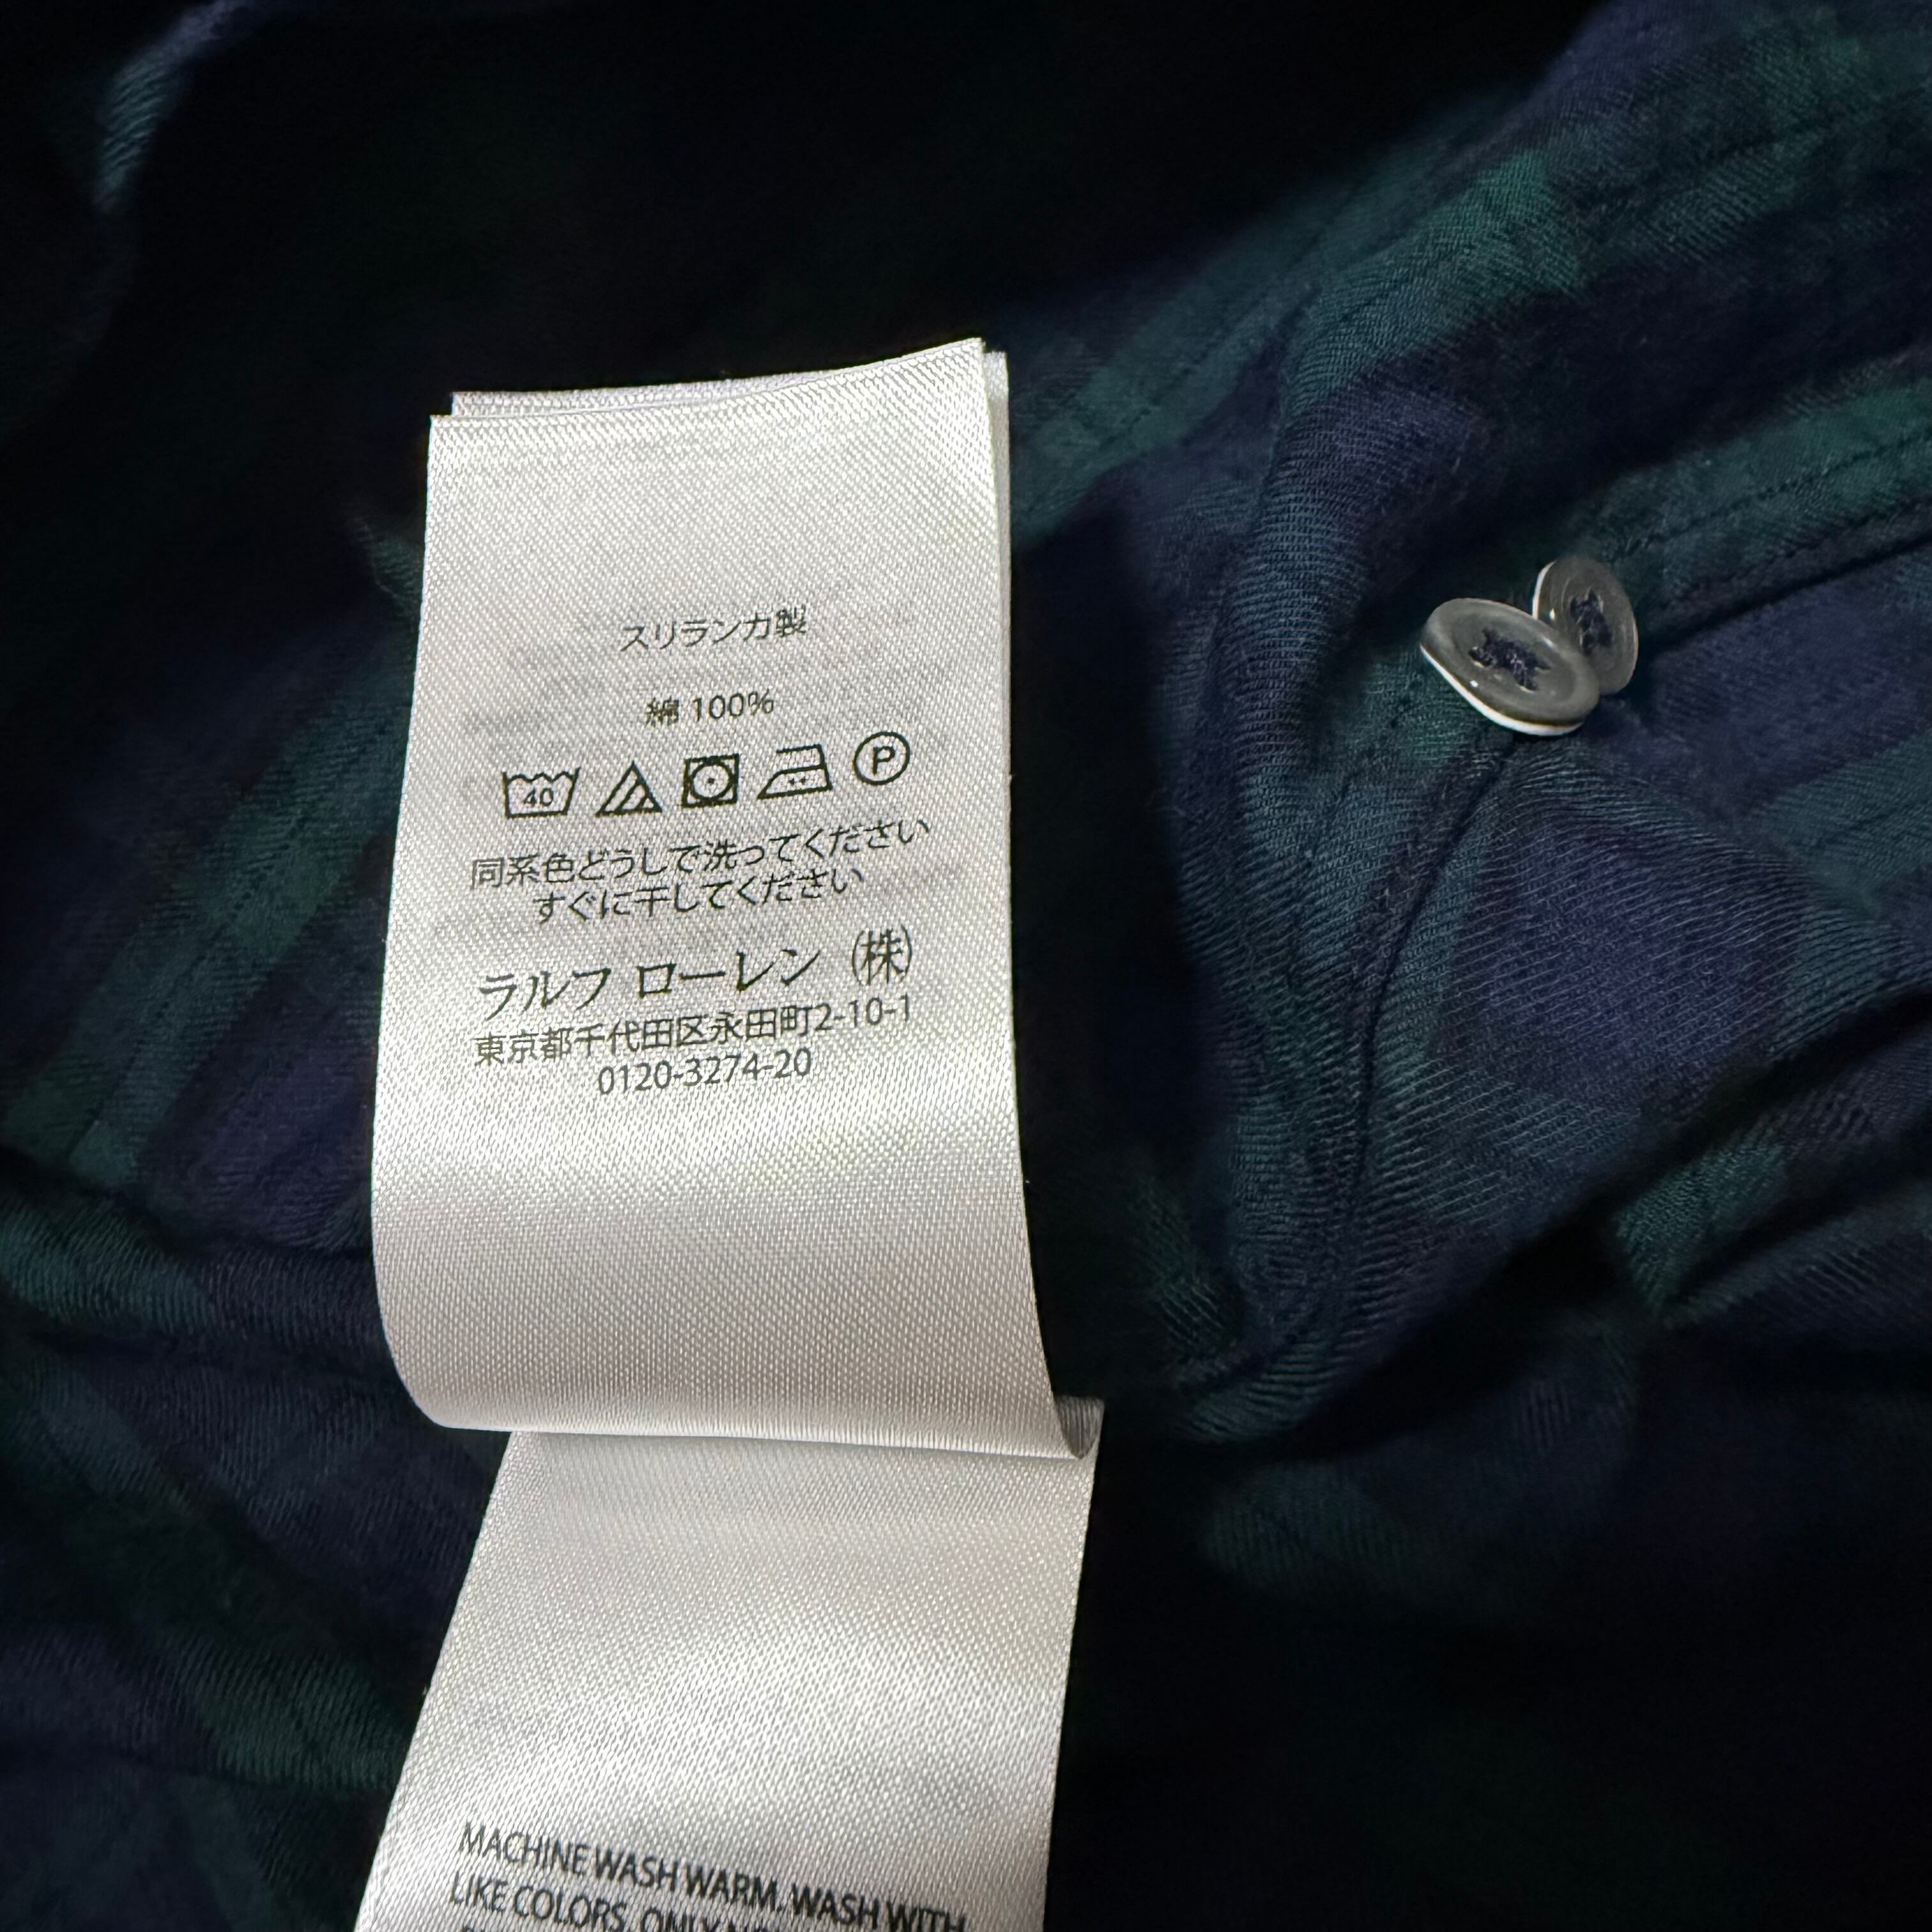 スリランカ製
綿 100%
40 P
同系色どうしで洗ってください
すぐに干してください
ラルフ ローレン ㈱
東京都千代田区永田町2-10-1
0120-3274-20
MACHINE WASH WARM. WASH WITH
LIKE COLORS. ONLY